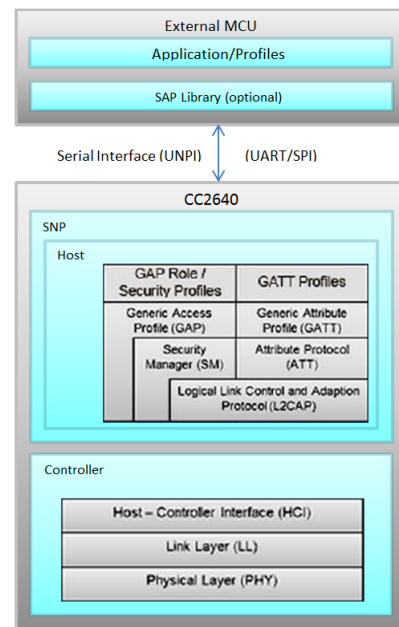 External MCU
Application/Profiles
SAP Library (optional)
Serial Interface (UNPI) (UART/SPI)
CC2640
SNP
Host
GAP Role /
Security Profiles
GATT Profiles
Generic Access
Profile (GAP)
Generic Attribute
Profile (GATT)
Security
Manager (SM)
Attribute Protocol
(ATT)
Logical Link Control and Adaption
Protocol (L2CAP)
Controller
Host – Controller Interface (HCI)
Link Layer (LL)
Physical Layer (PHY)